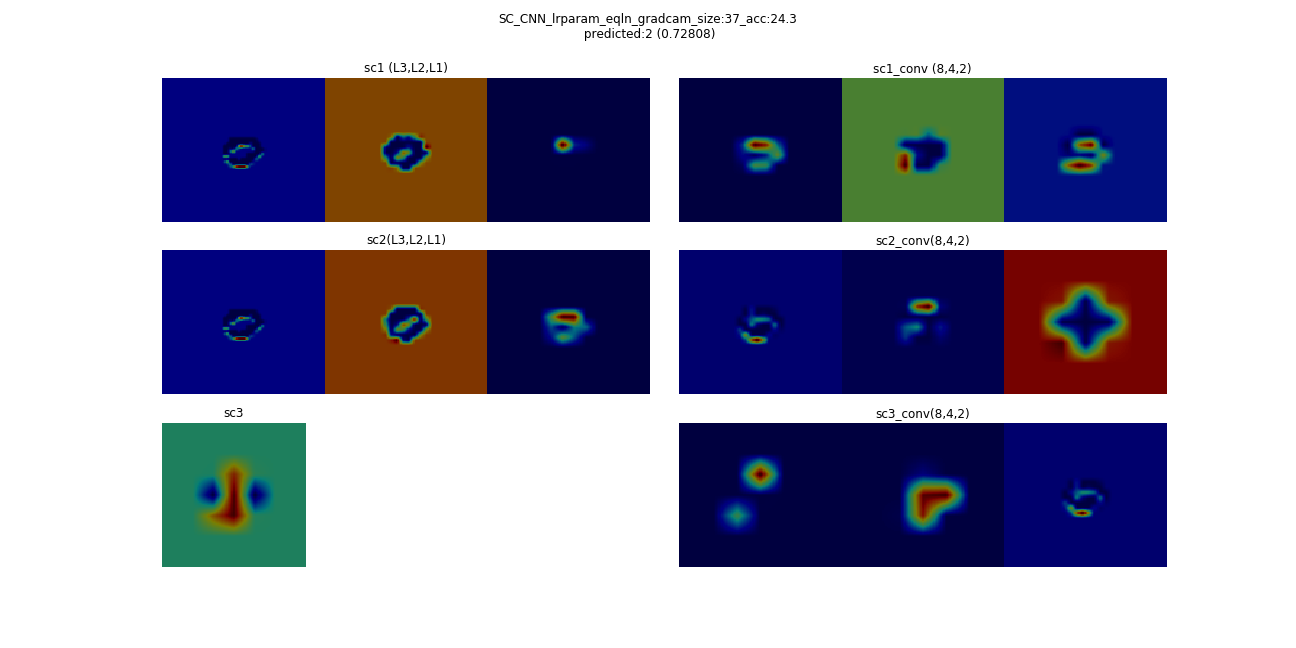 SC_CNN_lrparam_eqln_gradcam_size:37_acc:24.3
predicted:2 (0.72808)
sc1 (L3,L2,L1)
sc1_conv (8,4,2)
sc2(L3,L2,L1)
sc2_conv(8,4,2)
sc3
sc3_conv(8,4,2)